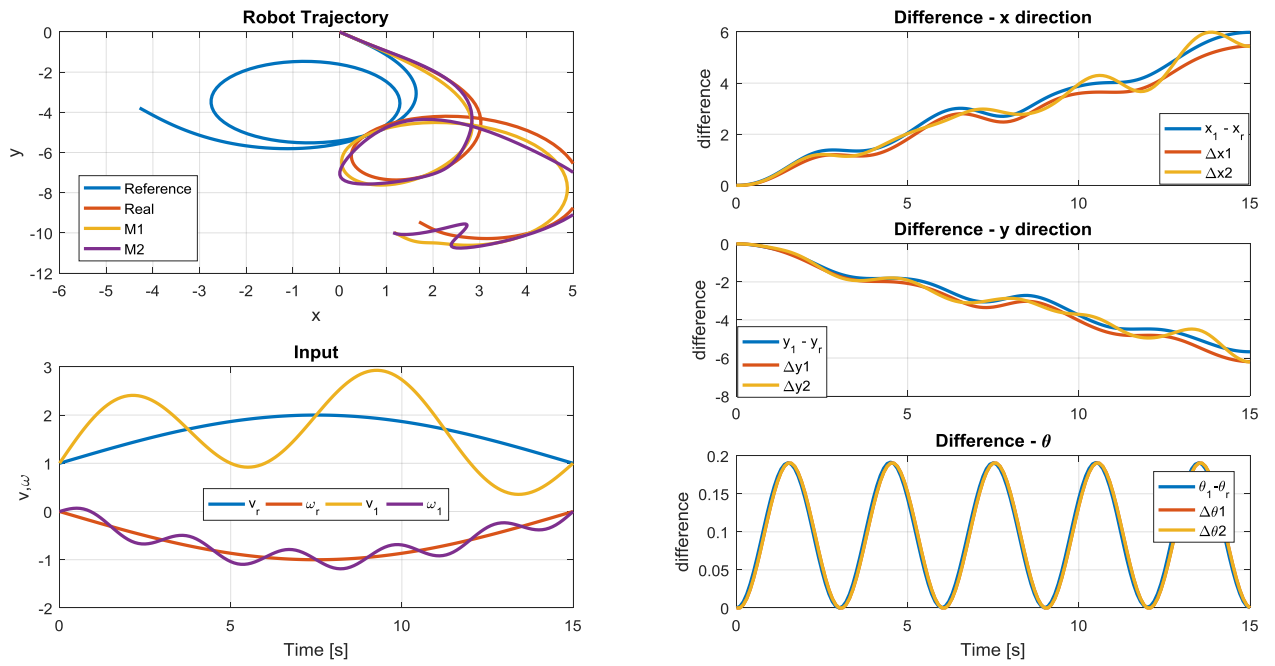 Robot Trajectory
0
-2
-4
-6
-8
-10
-12
y
-6 -5 -4 -3 -2 -1 0 1 2 3 4 5
x
Reference
Real
M1
M2
Input
3
2
1
0
-1
-2
v,ω
0 5 10 15
Time [s]
v_r ω_r v_1 ω_1
Difference - x direction
6
4
2
0
difference
0 5 10 15
x_1 - x_r
Δx1
Δx2
Difference - y direction
0
-2
-4
-6
-8
difference
0 5 10 15
y_1 - y_r
Δy1
Δy2
Difference - θ
0.2
0.15
0.1
0.05
0
difference
0 5 10 15
Time [s]
θ_1-θ_r
Δθ1
Δθ2